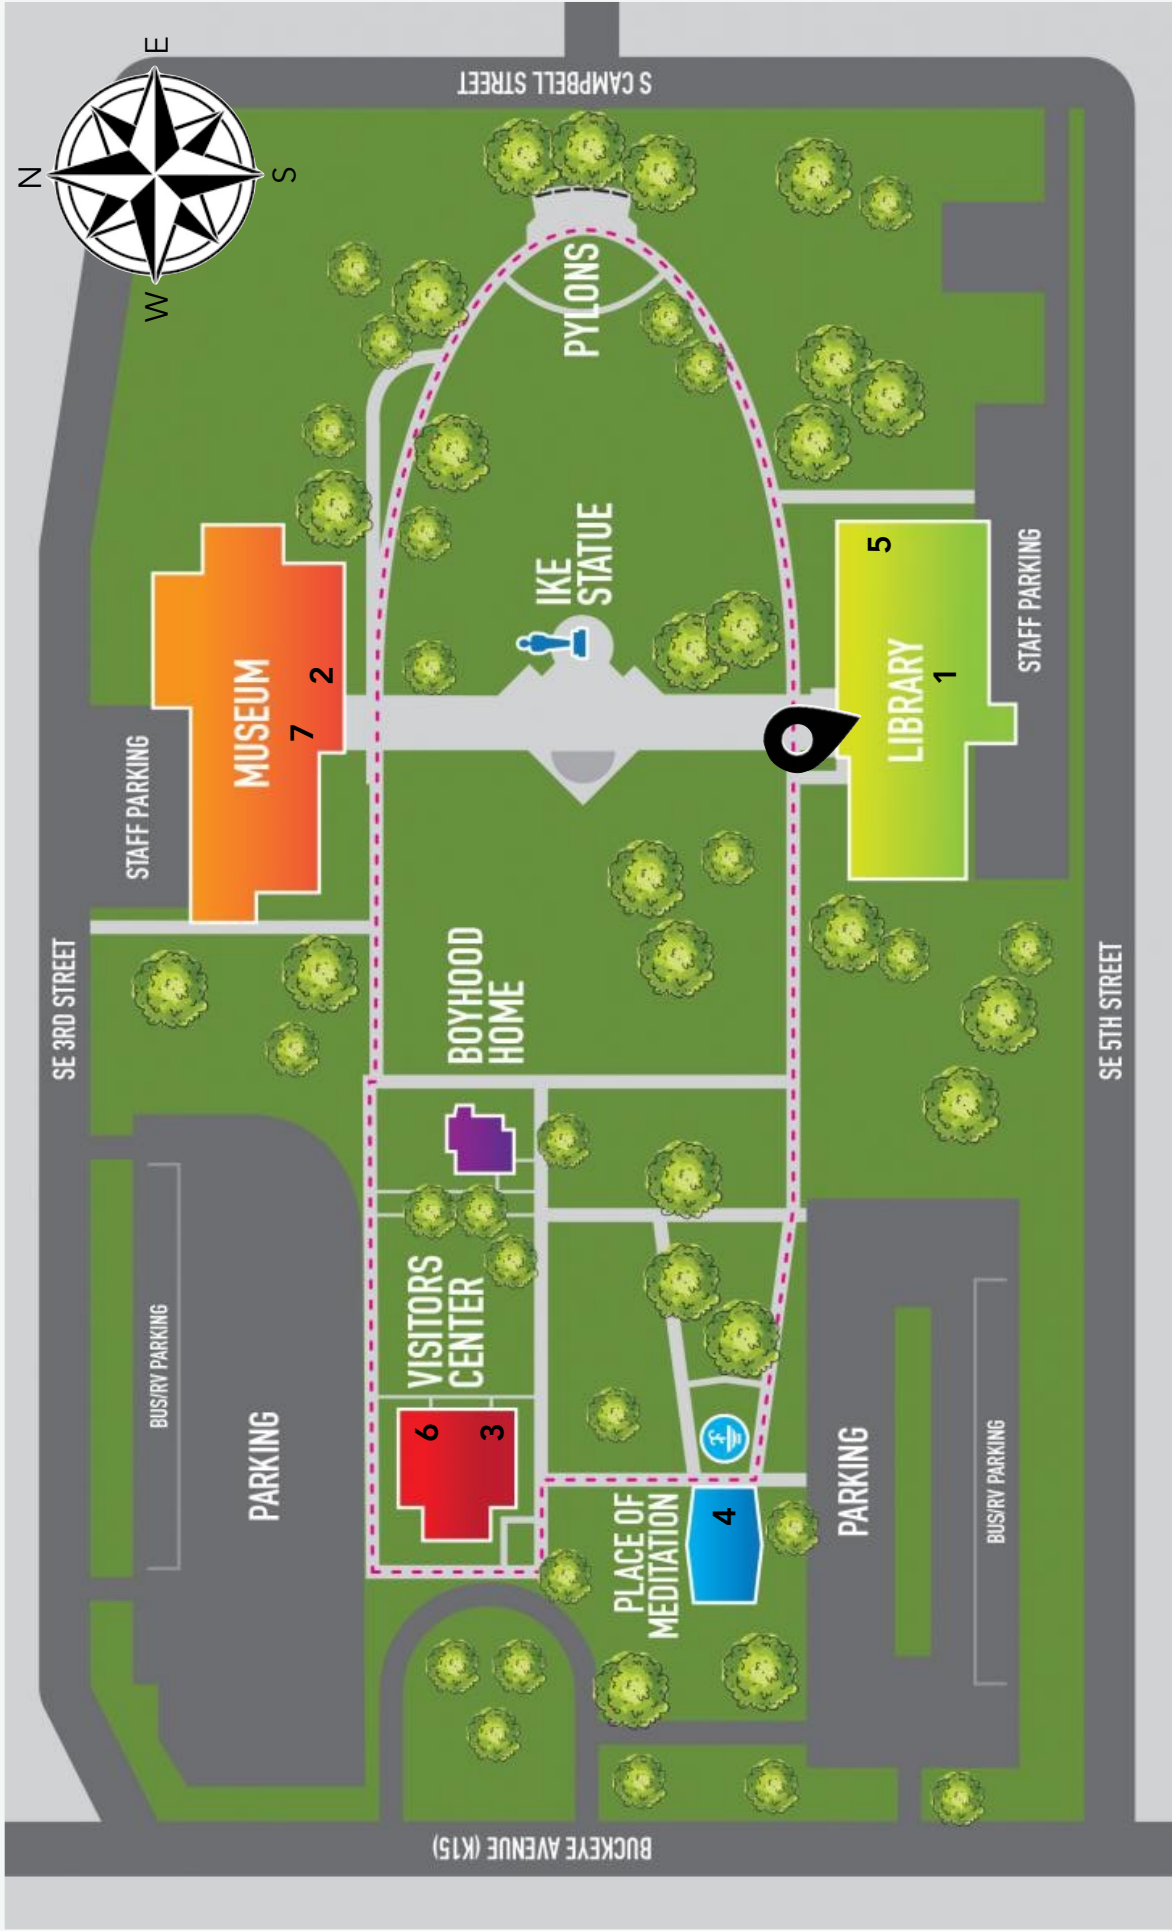 N
E
S
W
S CAMPBELL STREET
SE 3RD STREET
STAFF PARKING
MUSEUM
7
2
PYLONS
IKE
STATUE
BOYHOOD
HOME
LIBRARY
1
5
STAFF PARKING
SE 5TH STREET
BUS/RV PARKING
PARKING
VISITORS
CENTER
6
3
PLACE OF
MEDITATION
4
PARKING
BUS/RV PARKING
BUCKEYE AVENUE (K15)